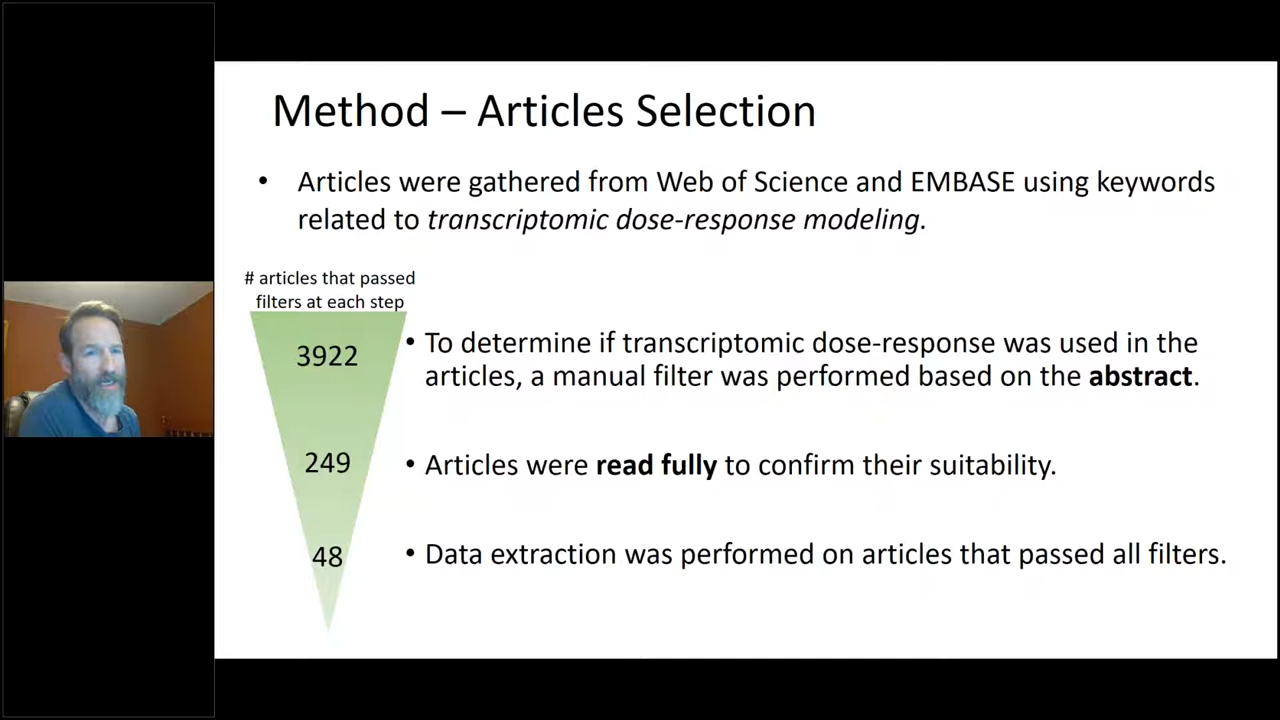 Method – Articles Selection
• Articles were gathered from Web of Science and EMBASE using keywords
related to transcriptomic dose-response modeling.
# articles that passed
filters at each step
3922
• To determine if transcriptomic dose-response was used in the
articles, a manual filter was performed based on the abstract.
249
• Articles were read fully to confirm their suitability.
48
• Data extraction was performed on articles that passed all filters.